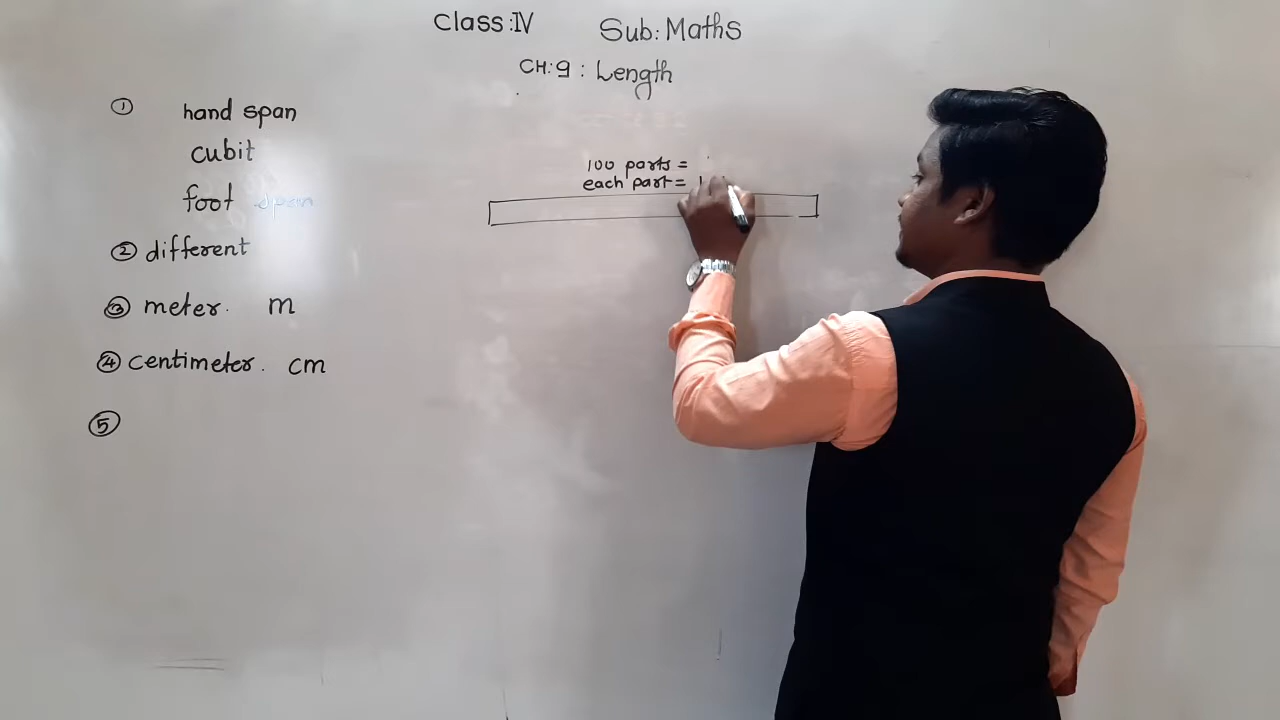 Class:IV Sub: Maths
CH:9: Length
① hand span
cubit
foot span
② different
③ meter. m
④ centimeter. cm
⑤
100 parts =
each part = 1